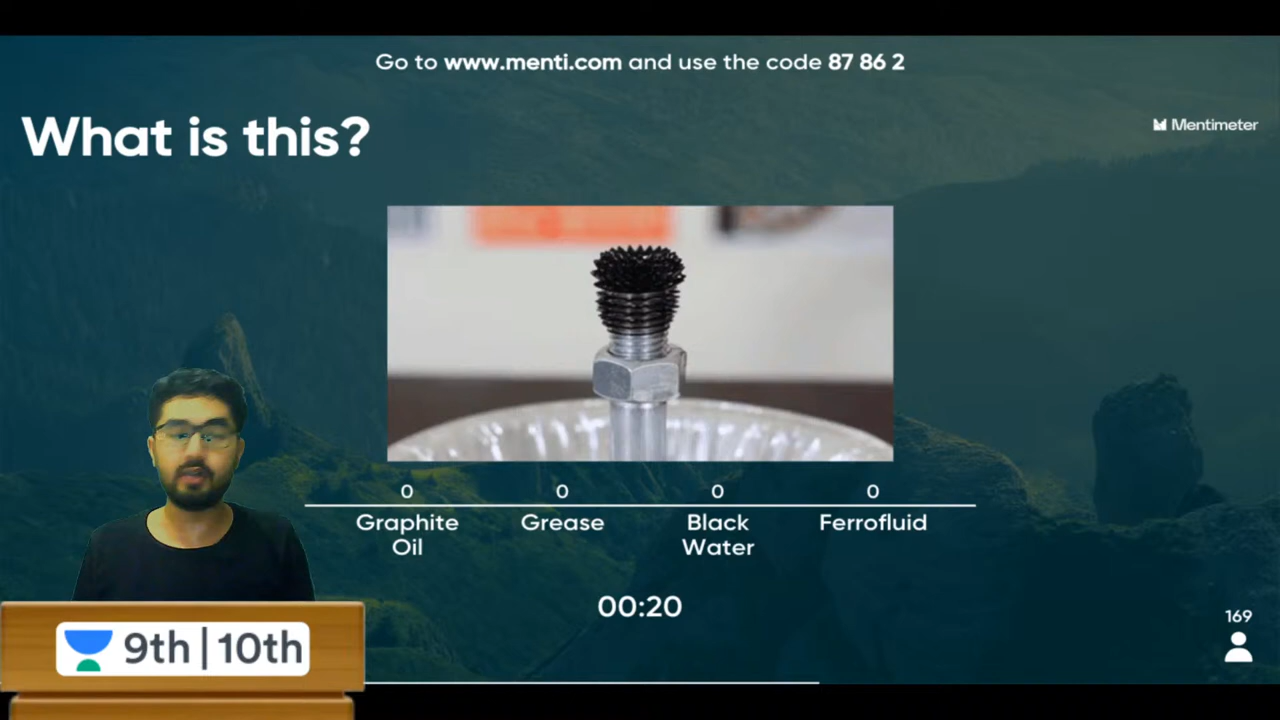 Go to www.menti.com and use the code 87 86 2
What is this?
Mentimeter
0
0
0
0
Graphite
Oil
Grease
Black
Water
Ferrofluid
00:20
169
9th | 10th